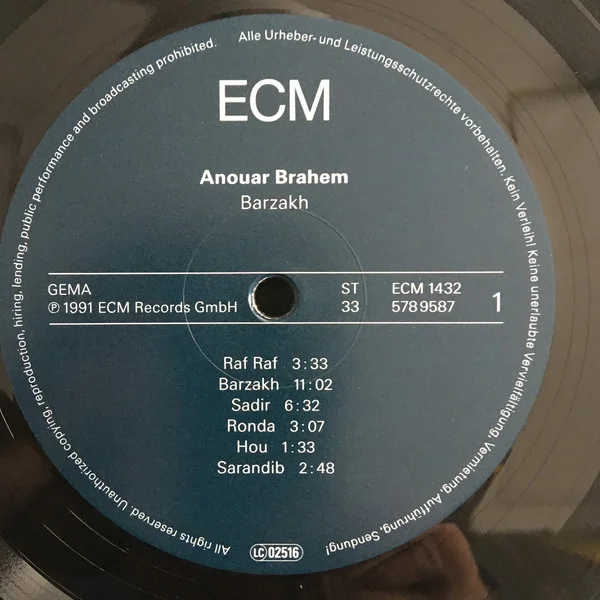 ECM
Anouar Brahem
Barzakh
GEMA
℗ 1991 ECM Records GmbH
ST
33
ECM 1432
578 9587
1
Raf Raf 3:33
Barzakh 11:02
Sadir 6:32
Ronda 3:07
Hou 1:33
Sarandib 2:48
LC 02516
Alle Urheber- und Leistungsschutzrechte vorbehalten. Kein Verleih! Keine unerlaubte Vervielfältigung, Vermietung, Aufführung, Sendung!
All rights reserved. Unauthorized copying, reproduction, hiring, lending, public performance and broadcasting prohibited.